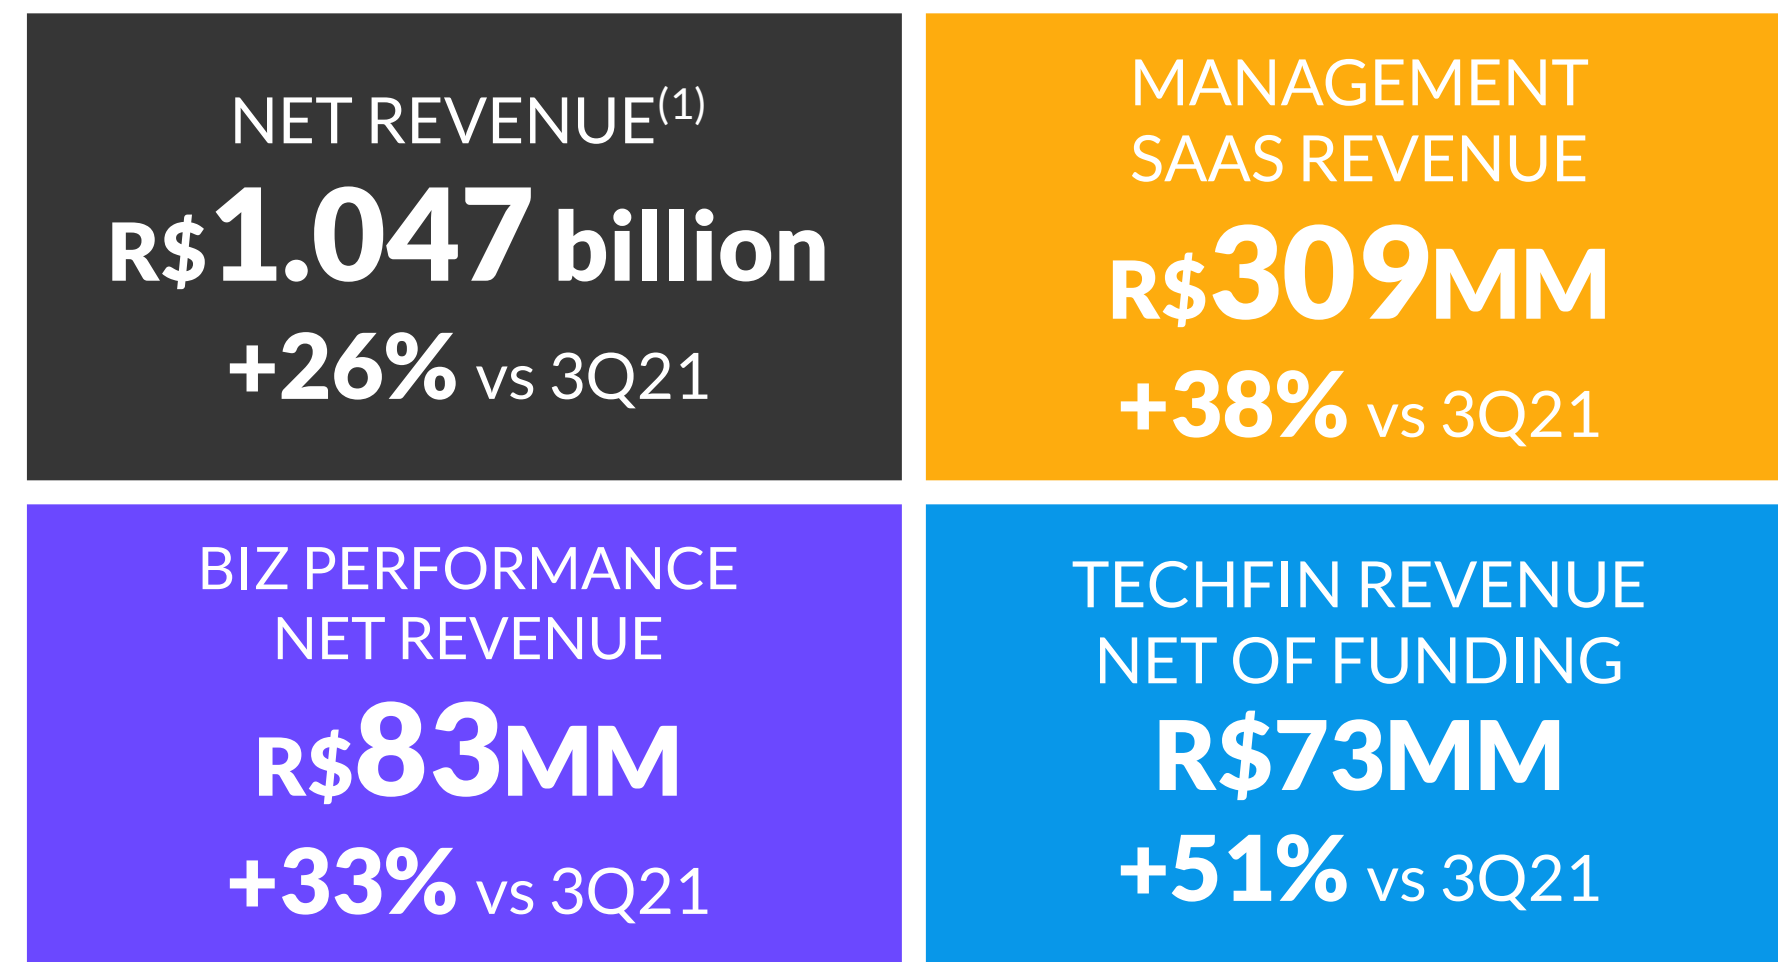 NET REVENUE(1)
R$1.047 billion
+26% vs 3Q21
MANAGEMENT
SAAS REVENUE
R$309MM
+38% vs 3Q21
BIZ PERFORMANCE
NET REVENUE
R$83MM
+33% vs 3Q21
TECHFIN REVENUE
NET OF FUNDING
R$73MM
+51% vs 3Q21